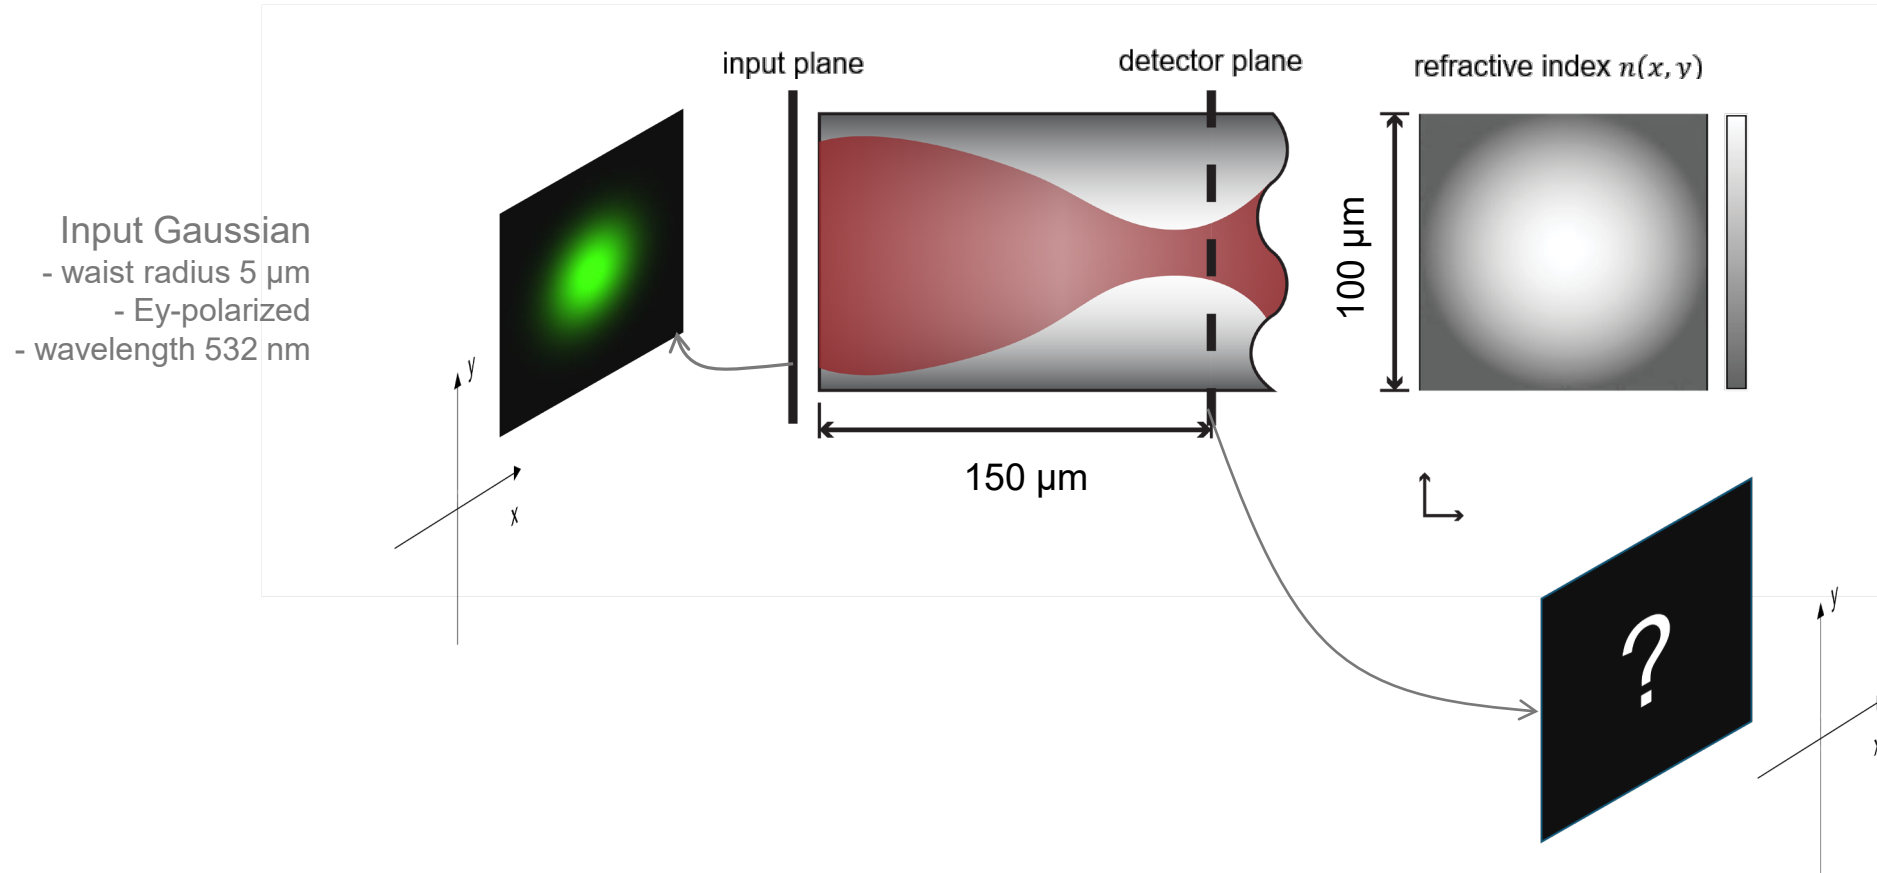 input plane
detector plane
refractive index n(x, y)
Input Gaussian
- waist radius 5 µm
- Ey-polarized
- wavelength 532 nm
100 µm
y
x
150 µm
?
y
x